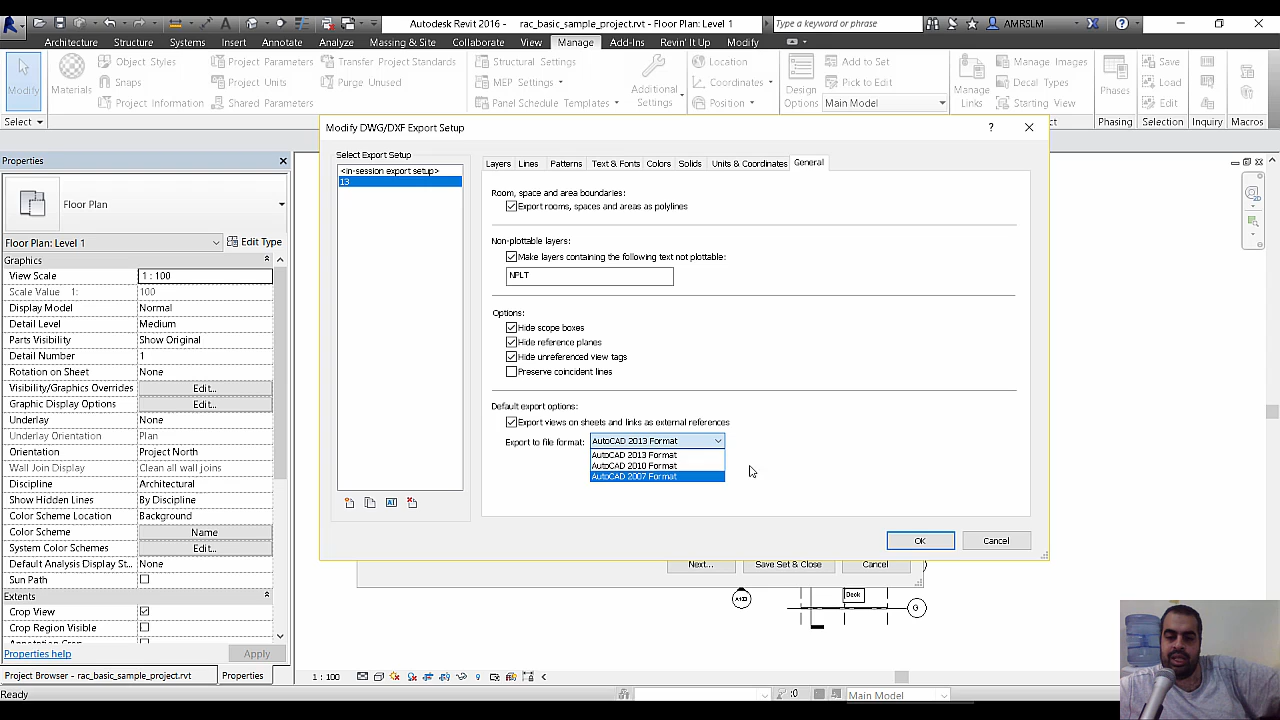 Autodesk Revit 2016 - rac_basic_sample_project.rvt - Floor Plan: Level 1
Type a keyword or phrase
AMRSLM
Architecture Structure Systems Insert Annotate Analyze Massing & Site Collaborate View Manage Add-Ins Revin' It Up Modify
Modify
Materials
Object Styles
Snaps
Project Information
Project Parameters
Project Units
Shared Parameters
Transfer Project Standards
Purge Unused
Structural Settings
MEP Settings
Panel Schedule Templates
Additional
Settings
Location
Coordinates
Position
Design
Options
Add to Set
Pick to Edit
Main Model
Manage
Links
Manage Images
Decal Types
Starting View
Phases
Save
Load
Edit
Select
Phasing Selection Inquiry Macros
Modify DWG/DXF Export Setup
Select Export Setup
<in-session export setup>
13
Layers Lines Patterns Text & Fonts Colors Solids Units & Coordinates General
Room, space and area boundaries:
Export rooms, spaces and areas as polylines
Non-plottable layers:
Make layers containing the following text not plottable:
NPLT
Options:
Hide scope boxes
Hide reference planes
Hide unreferenced view tags
Preserve coincident lines
Default export options:
Export views on sheets and links as external references
Export to file format: AutoCAD 2013 Format
AutoCAD 2013 Format
AutoCAD 2010 Format
AutoCAD 2007 Format
OK Cancel
Next... Save Set & Close Cancel
Deck
G
Properties
Floor Plan
Floor Plan: Level 1 Edit Type
Graphics
View Scale 1 : 100
Scale Value 1: 100
Display Model Normal
Detail Level Medium
Parts Visibility Show Original
Detail Number 1
Rotation on Sheet None
Visibility/Graphics Overrides Edit...
Graphic Display Options Edit...
Underlay None
Underlay Orientation Plan
Orientation Project North
Wall Join Display Clean all wall joins
Discipline Architectural
Show Hidden Lines By Discipline
Color Scheme Location Background
Color Scheme Name
System Color Schemes Edit...
Default Analysis Display St... None
Sun Path
Extents
Crop View
Crop Region Visible
Properties help Apply
Project Browser - rac_basic_sample_project.rvt Properties
1 : 100
Ready
:0
Main Model